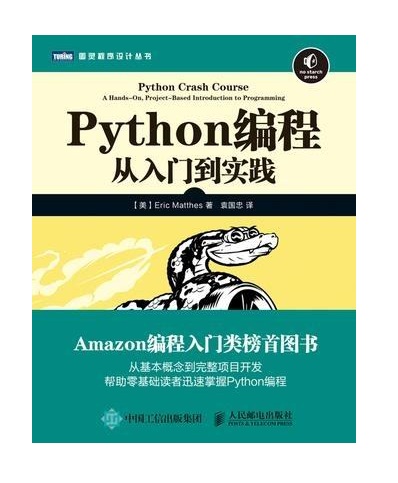 TURING 图灵程序设计丛书
no starch
press
Python Crash Course
A Hands-On, Project-Based Introduction to Programming
Python编程
从入门到实践
【美】Eric Matthes 著 袁国忠 译
Amazon编程入门类榜首图书
从基本概念到完整项目开发
帮助零基础读者迅速掌握Python编程
中国工信出版集团 人民邮电出版社
POSTS & TELECOM PRESS